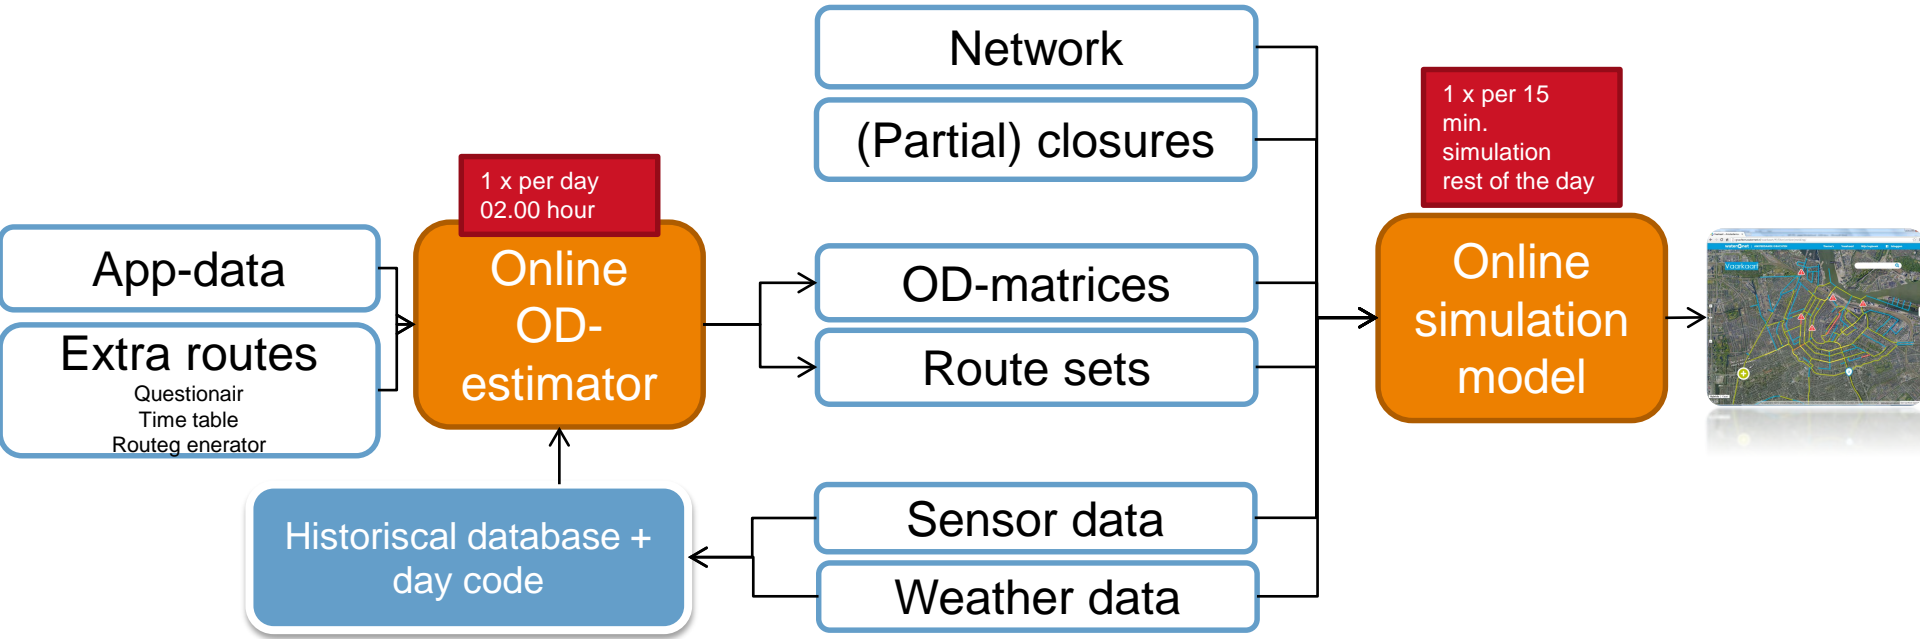 Network
(Partial) closures
1 x per 15
min.
simulation
rest of the day
1 x per day
02.00 hour
App-data
Extra routes
Questionair
Time table
Routeg enerator
Online
OD-
estimator
OD-matrices
Route sets
Online
simulation
model
Vaarkaart
Historiscal database +
day code
Sensor data
Weather data